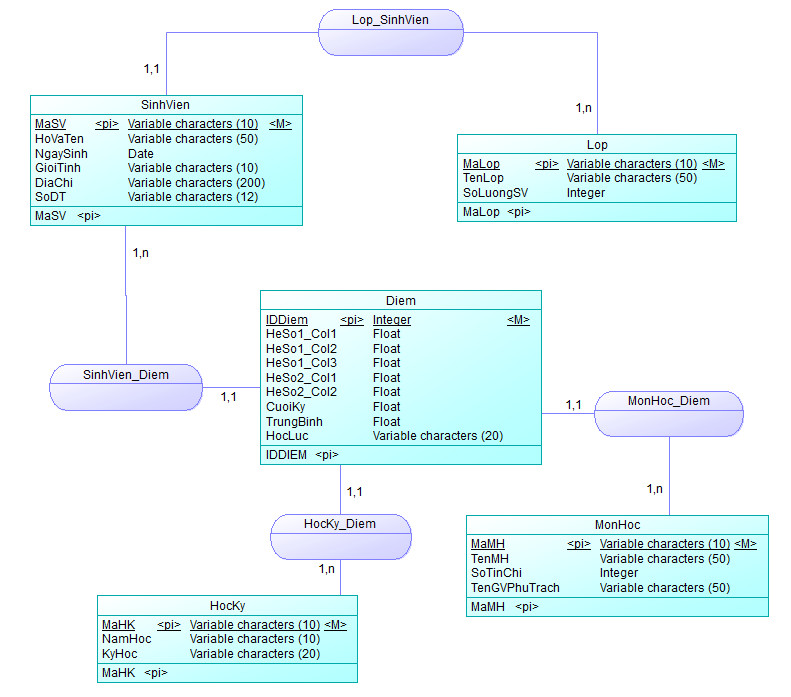 Lop_SinhVien
1,1
1,n
SinhVien
MaSV <pi> Variable characters (10) <M>
HoVaTen Variable characters (50)
NgaySinh Date
GioiTinh Variable characters (10)
DiaChi Variable characters (200)
SoDT Variable characters (12)
MaSV <pi>
Lop
MaLop <pi> Variable characters (10) <M>
TenLop Variable characters (50)
SoLuongSV Integer
MaLop <pi>
1,n
Diem
IDDiem <pi> Integer <M>
HeSo1_Col1 Float
HeSo1_Col2 Float
HeSo1_Col3 Float
HeSo2_Col1 Float
HeSo2_Col2 Float
CuoiKy Float
TrungBinh Float
HocLuc Variable characters (20)
IDDIEM <pi>
SinhVien_Diem
1,1
1,1
MonHoc_Diem
1,1
1,n
HocKy_Diem
1,n
MonHoc
MaMH <pi> Variable characters (10) <M>
TenMH Variable characters (50)
SoTinChi Integer
TenGVPhuTrach Variable characters (50)
MaMH <pi>
HocKy
MaHK <pi> Variable characters (10) <M>
NamHoc Variable characters (10)
KyHoc Variable characters (20)
MaHK <pi>